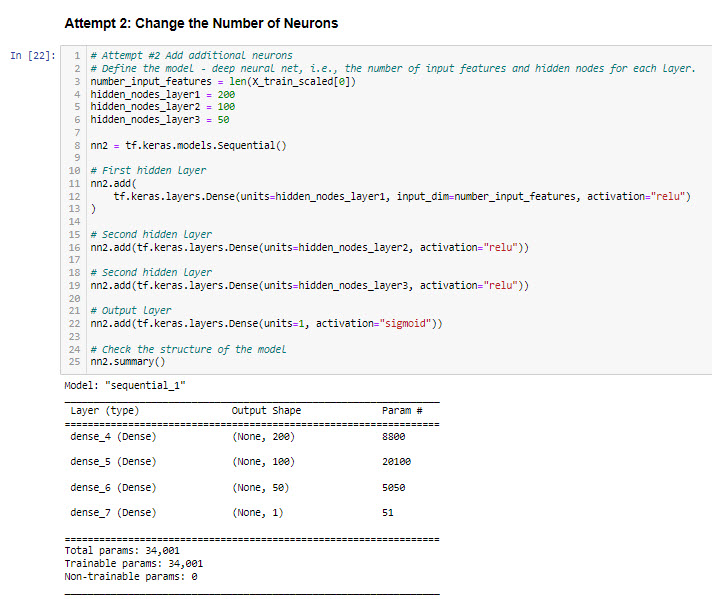 Attempt 2: Change the Number of Neurons
In [22]:
1 # Attempt #2 Add additional neurons
2 # Define the model - deep neural net, i.e., the number of input features and hidden nodes for each layer.
3 number_input_features = len(X_train_scaled[0])
4 hidden_nodes_layer1 = 200
5 hidden_nodes_layer2 = 100
6 hidden_nodes_layer3 = 50
7
8 nn2 = tf.keras.models.Sequential()
9
10 # First hidden layer
11 nn2.add(
12     tf.keras.layers.Dense(units=hidden_nodes_layer1, input_dim=number_input_features, activation="relu")
13 )
14
15 # Second hidden layer
16 nn2.add(tf.keras.layers.Dense(units=hidden_nodes_layer2, activation="relu"))
17
18 # Second hidden layer
19 nn2.add(tf.keras.layers.Dense(units=hidden_nodes_layer3, activation="relu"))
20
21 # Output layer
22 nn2.add(tf.keras.layers.Dense(units=1, activation="sigmoid"))
23
24 # Check the structure of the model
25 nn2.summary()
Model: "sequential_1"
Layer (type) Output Shape Param #
dense_4 (Dense) (None, 200) 8800
dense_5 (Dense) (None, 100) 20100
dense_6 (Dense) (None, 50) 5050
dense_7 (Dense) (None, 1) 51
Total params: 34,001
Trainable params: 34,001
Non-trainable params: 0